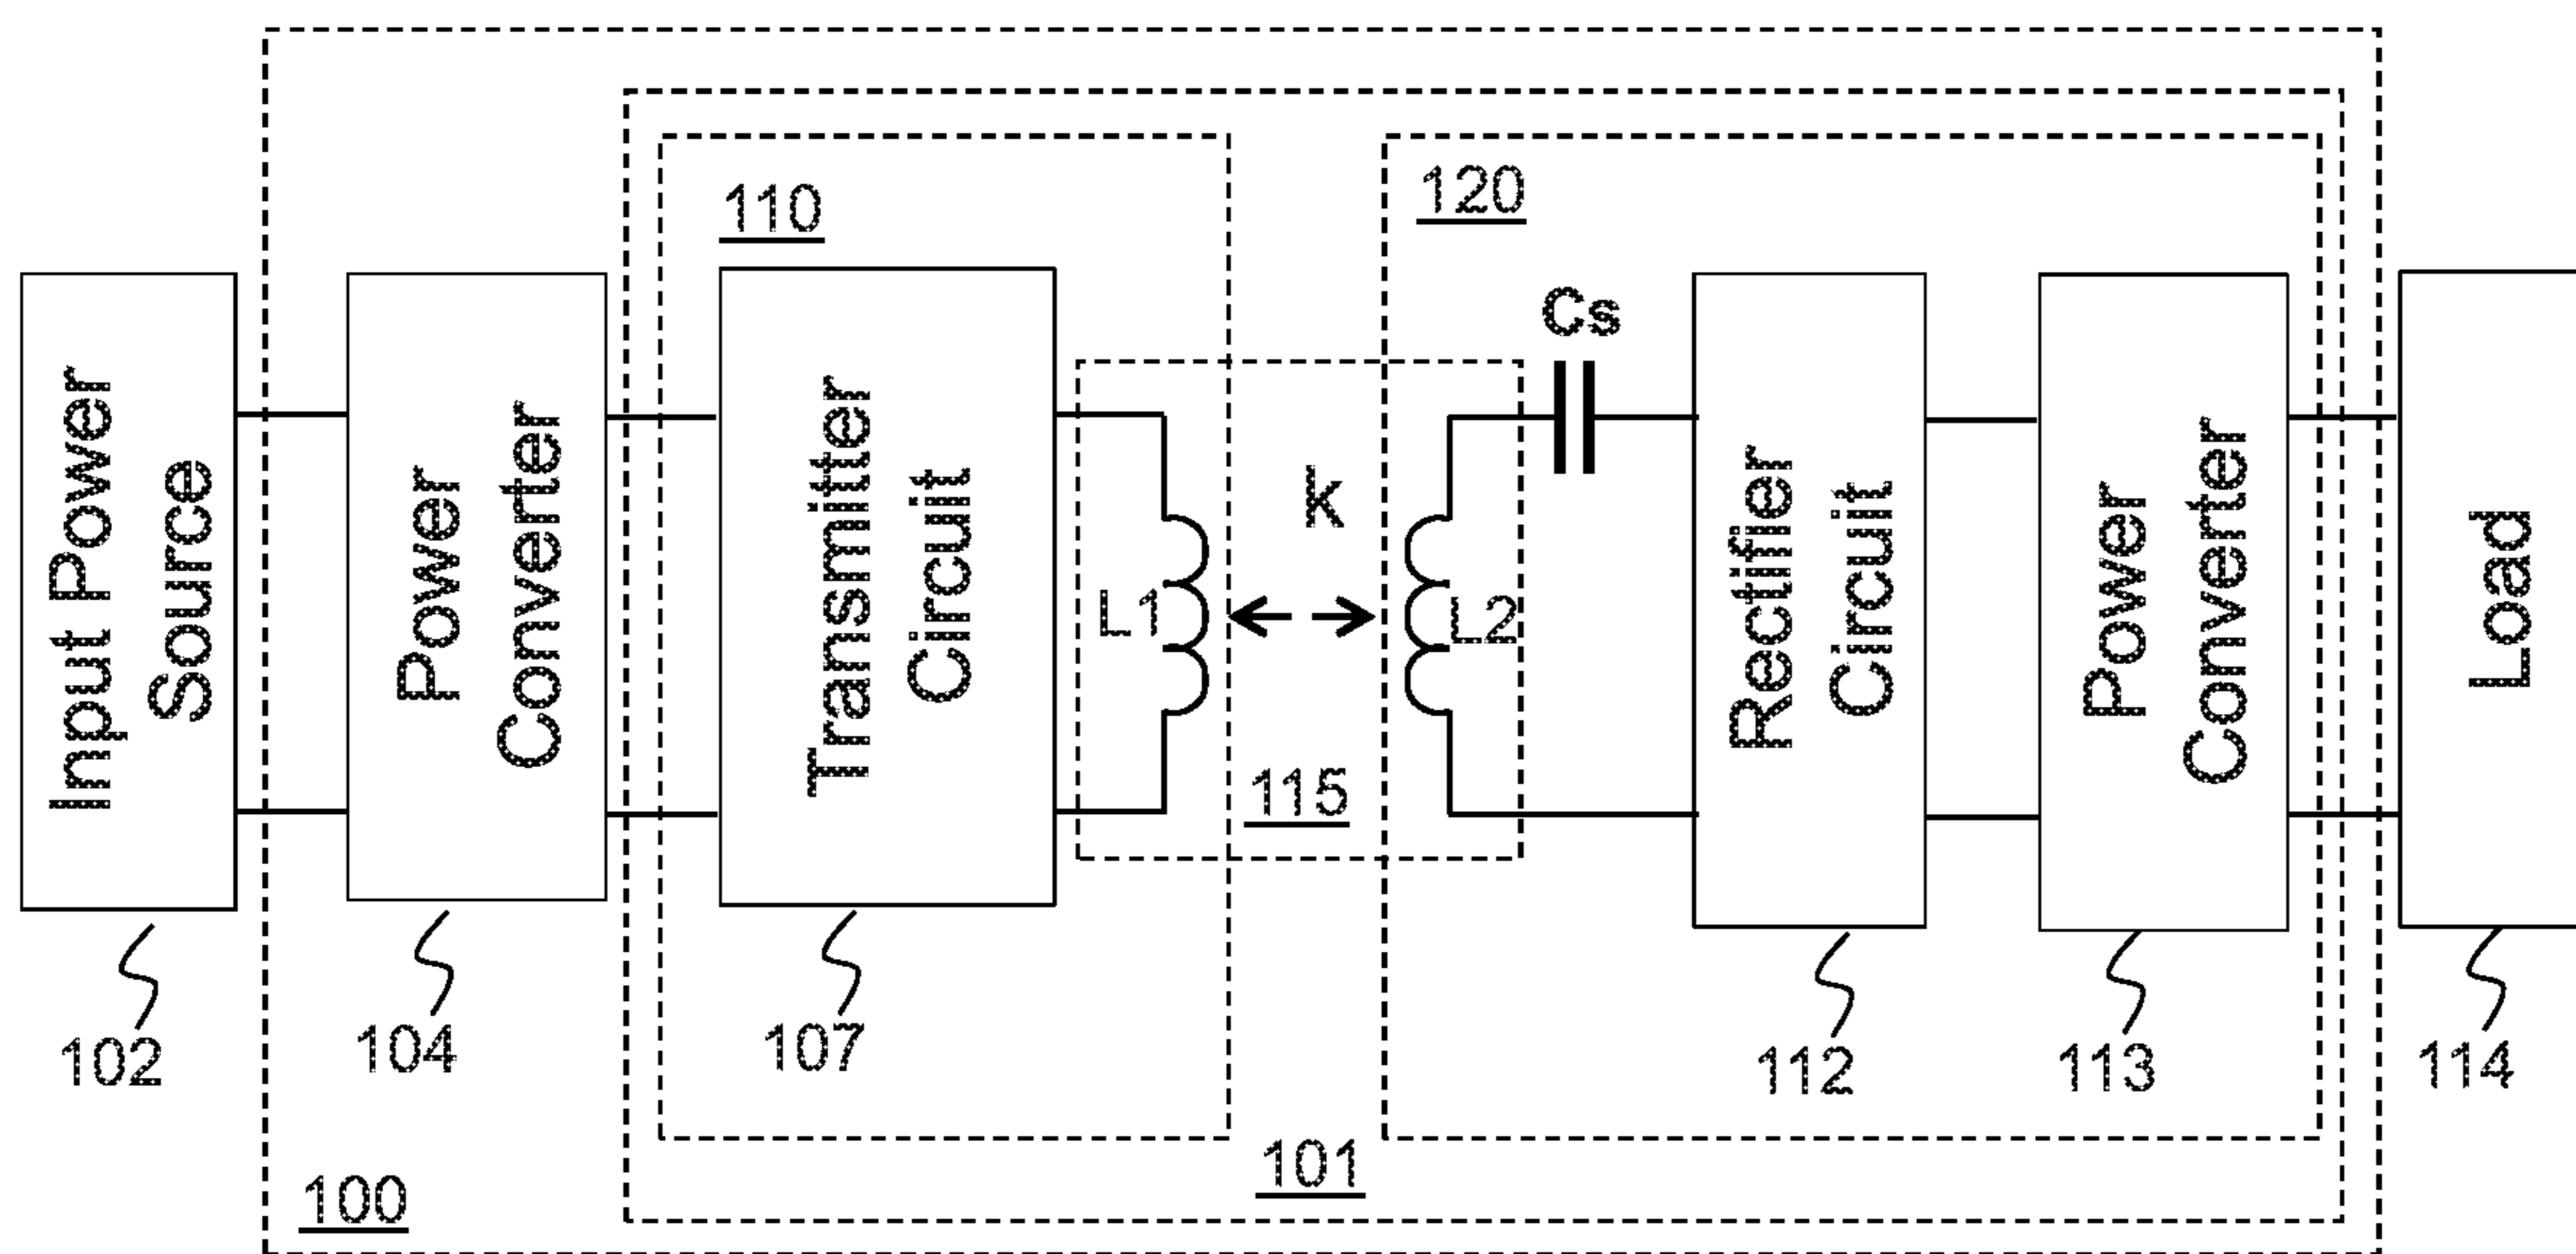 110
120
Cs
Input Power
Source
Power
Converter
Transmitter
Circuit
L1
K
L2
Rectifier
Circuit
Power
Converter
Load
115
102
104
107
112
113
114
101
100